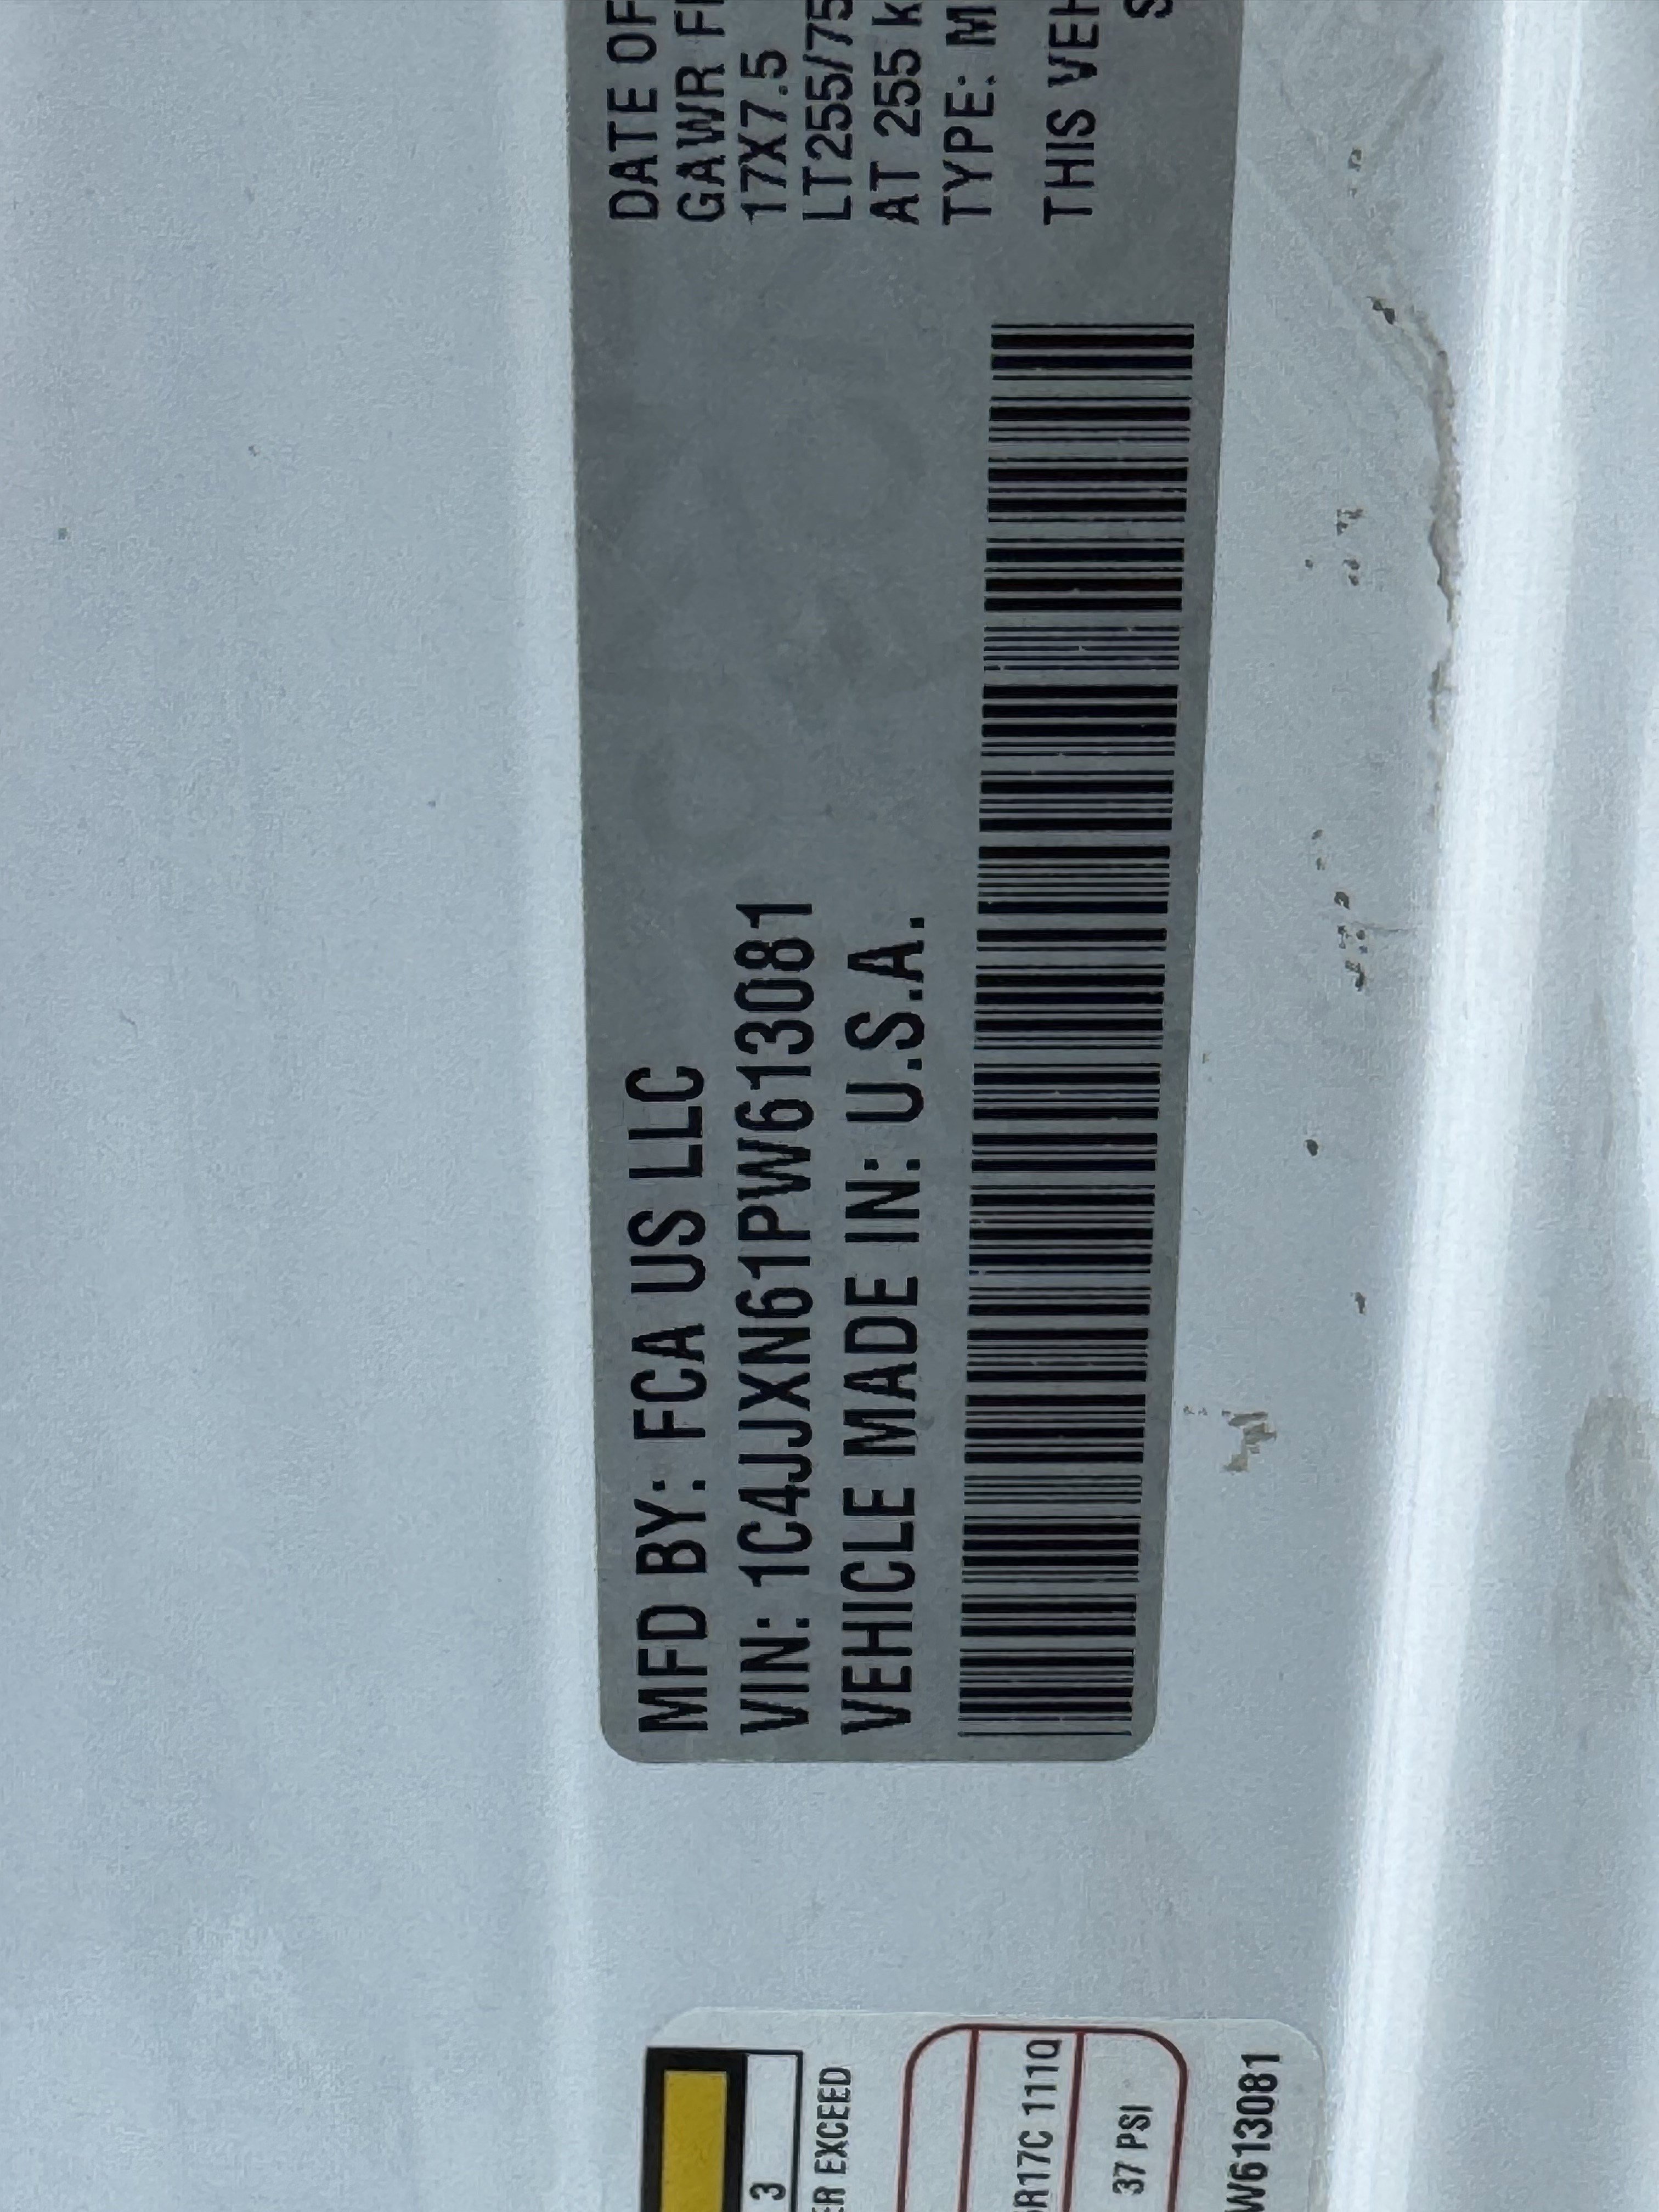 MFD BY: FCA US LLC
VIN: 1C4JJXN61PW613081
VEHICLE MADE IN: U.S.A.
DATE OF
GAWR
17X7.5
LT255/75
AT 255 k
TYPE: M
THIS VEH
S
3
ER EXCEED
R17C 111Q
37 PSI
W613081